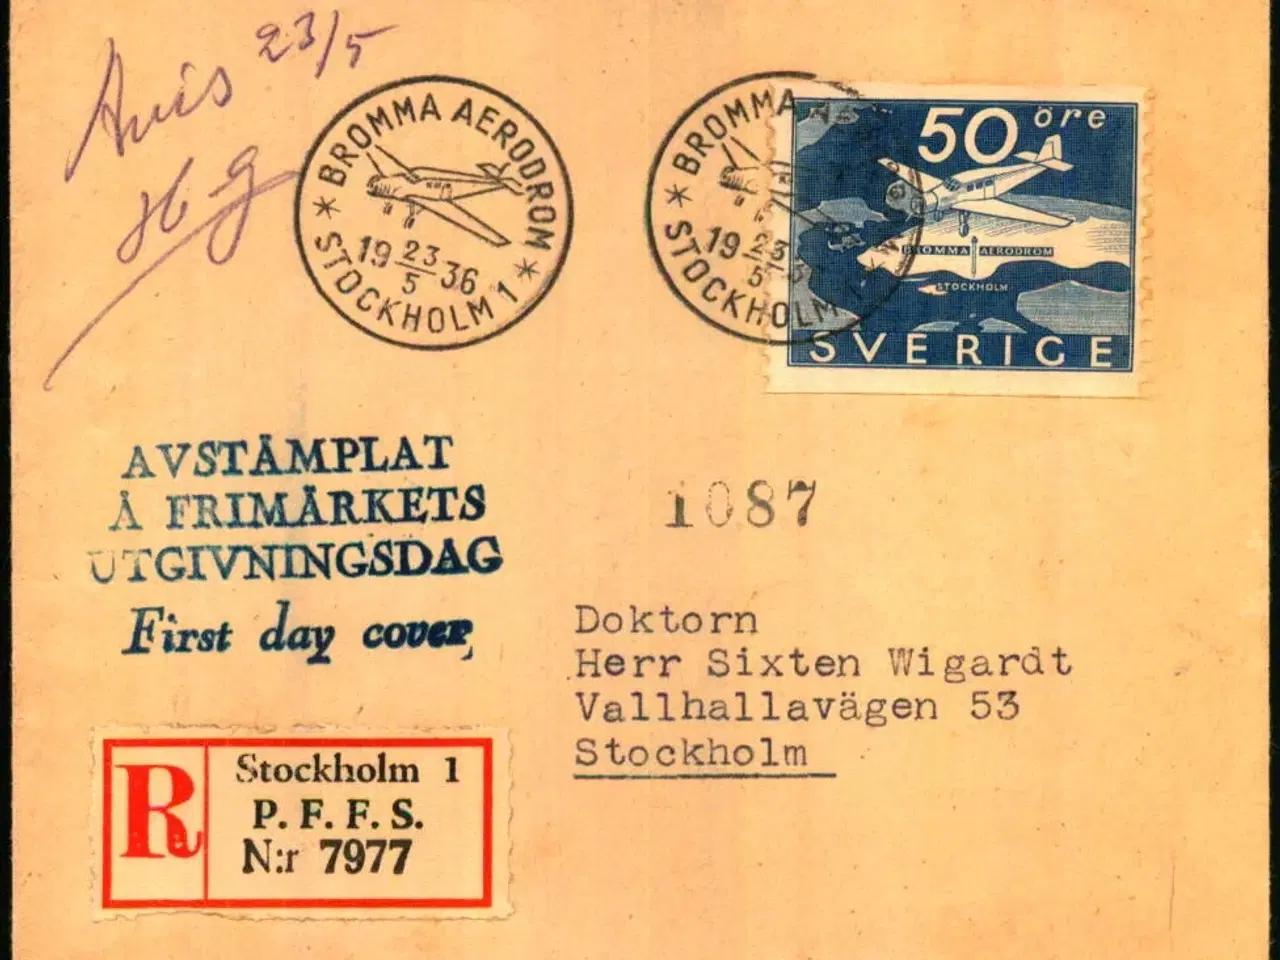 Avis 23/5
BROMMA AERODROM
19 23/5 36
* STOCKHOLM 1 *
BROMMA
19 23/5 3
* STOCKHOLM 1
50 öre
BROMMA AERODROM
STOCKHOLM
SVERIGE
AVSTÄMPLAT
Å FRIMÄRKETS
UTGIVNINGSDAG
First day cover,
1087
Doktorn
Herr Sixten Wigardt
Vallhallavägen 53
Stockholm
R
Stockholm 1
P. F. F. S.
N:r 7977